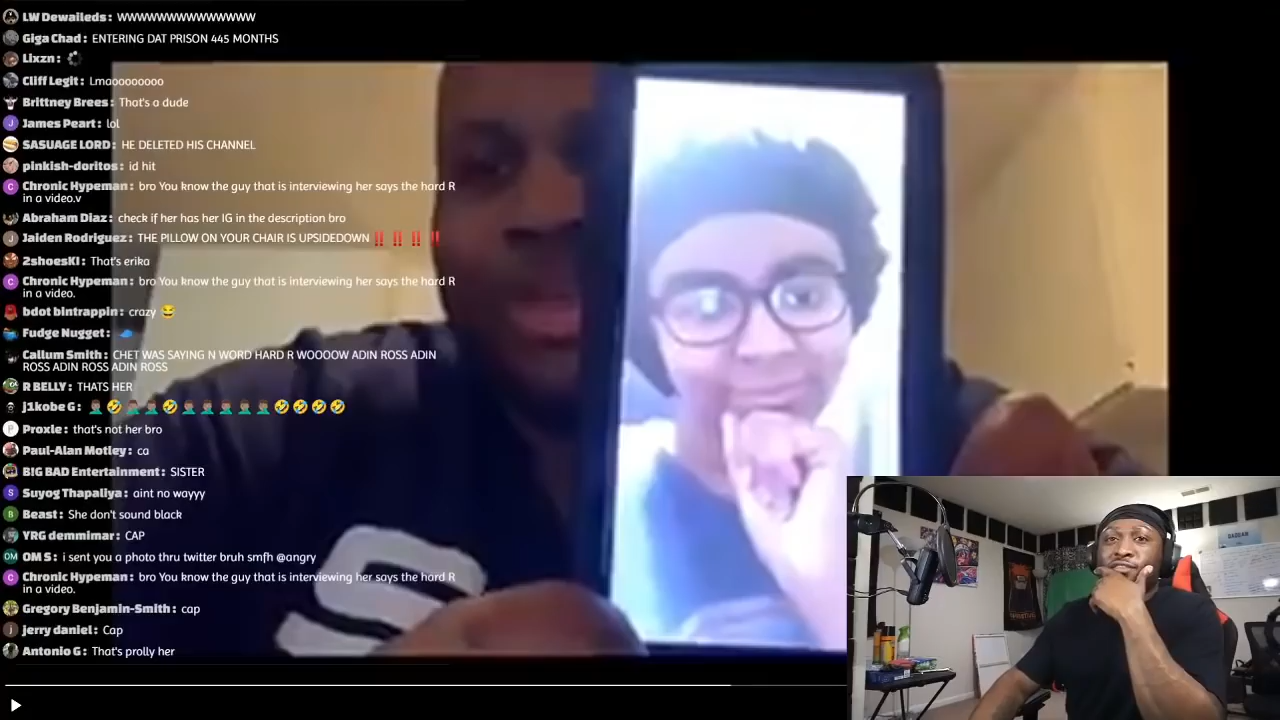 LW Dewaileds : WWWWWWWWWWWWWWW
Giga Chad : ENTERING DAT PRISON 445 MONTHS
Llxzn :
Cliff Legit : Lmaooooooooo
Brittney Brees : That's a dude
James Peart : lol
SASUAGE LORD : HE DELETED HIS CHANNEL
pinkish-doritos : id hit
Chronic Hypeman : bro You know the guy that is interviewing her says the hard R
in a video.v
Abraham Diaz : check if her has her IG in the description bro
Jaiden Rodriguez : THE PILLOW ON YOUR CHAIR IS UPSIDEDOWN ‼️ ‼️ ‼️ ‼️
2shoesKI : That's erika
Chronic Hypeman : bro You know the guy that is interviewing her says the hard R
in a video.
bdot bintrappin : crazy 😂
Fudge Nugget : 🧢
Callum Smith : CHET WAS SAYING N WORD HARD R WOOOOW ADIN ROSS ADIN
ROSS ADIN ROSS ADIN ROSS
R BELLY : THATS HER
J1kobe G :
Proxle : that's not her bro
Paul-Alan Motley : ca
BIG BAD Entertainment : SISTER
Suyog Thapaliya : aint no wayyy
Beast : She don't sound black
YRG demmimar : CAP
OM OM S : i sent you a photo thru twitter bruh smfh @angry
Chronic Hypeman : bro You know the guy that is interviewing her says the hard R
in a video.
Gregory Benjamin-Smith : cap
jerry daniel : Cap
Antonio G : That's prolly her